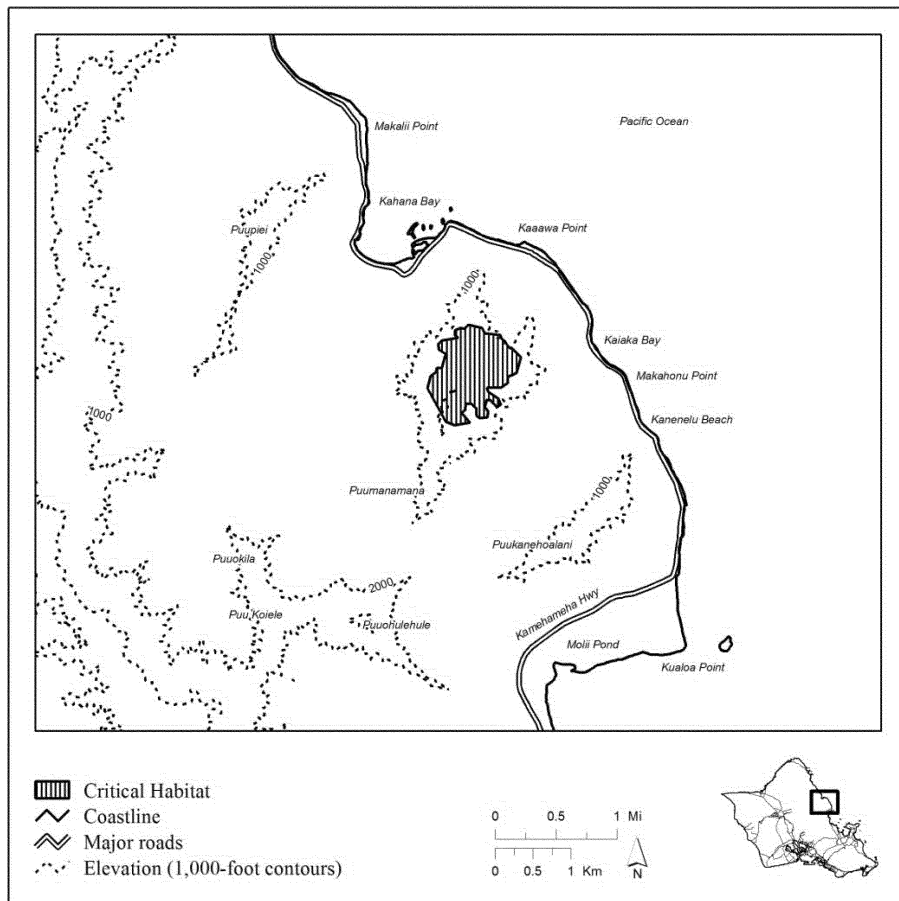 Makalii Point
Pacific Ocean
Kahana Bay
Puupiei
Kaaawa Point
1000
1000
Kaiaka Bay
Makahonu Point
1000
Kanenelu Beach
Puumanamana
1000
Puukanehoalani
Puuokila
2000
Puu Koiele
Kamehameha Hwy
Puuohulehule
Molii Pond
Kualoa Point
Critical Habitat
Coastline
Major roads
Elevation (1,000-foot contours)
0 0.5 1 Mi
0 0.5 1 Km
N